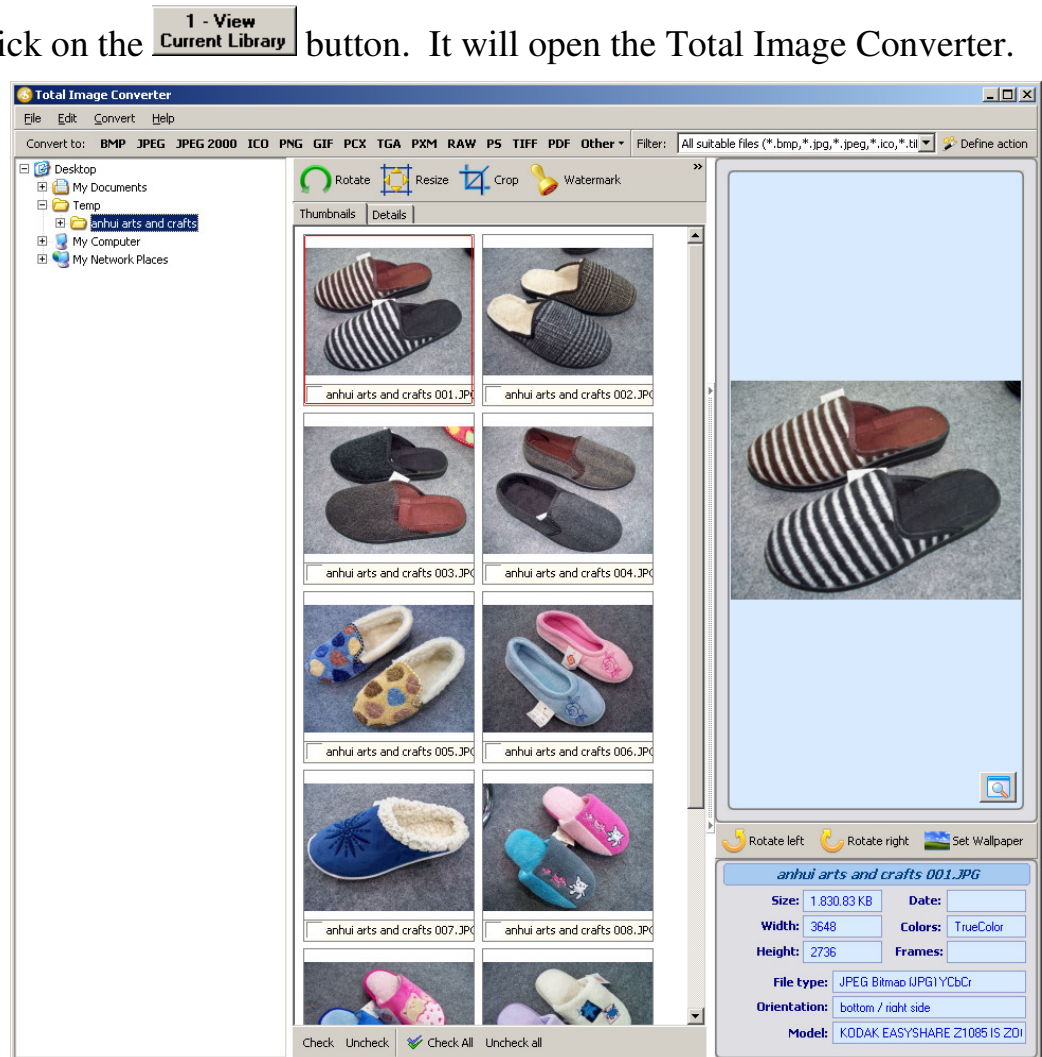 ick on the 1 - View Current Library button. It will open the Total Image Converter.
Total Image Converter
File Edit Convert Help
Convert to: BMP JPEG JPEG 2000 ICO PNG GIF PCX TGA PXM RAW PS TIFF PDF Other Filter: All suitable files (*.bmp,*.jpg,*.jpeg,*.ico,*.tif Define action
Desktop
My Documents
Temp
anhui arts and crafts
My Computer
My Network Places
Rotate Resize Crop Watermark »
Thumbnails Details
anhui arts and crafts 001.JPG anhui arts and crafts 002.JPG
anhui arts and crafts 003.JPG anhui arts and crafts 004.JPG
anhui arts and crafts 005.JPG anhui arts and crafts 006.JPG
anhui arts and crafts 007.JPG anhui arts and crafts 008.JPG
Check Uncheck Check All Uncheck all
Rotate left Rotate right Set Wallpaper
anhui arts and crafts 001.JPG
Size: 1.830.83 KB Date:
Width: 3648 Colors: TrueColor
Height: 2736 Frames:
File type: JPEG Bitmap (JPG) YCbCr
Orientation: bottom / right side
Model: KODAK EASYSHARE Z1085 IS ZO